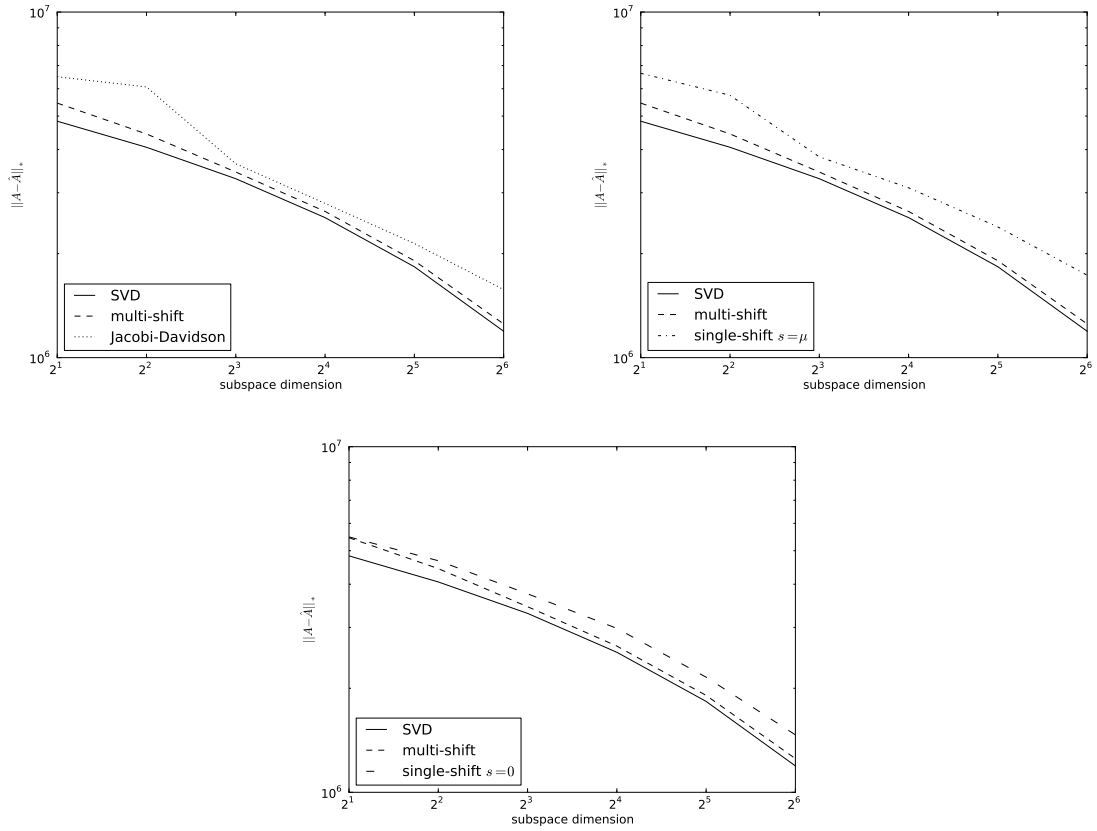 10^7
||A−Â||_*
10^6
SVD
multi-shift
Jacobi-Davidson
2^1 2^2 2^3 2^4 2^5 2^6
subspace dimension
10^7
||A−Â||_*
10^6
SVD
multi-shift
single-shift s=μ
2^1 2^2 2^3 2^4 2^5 2^6
subspace dimension
10^7
||A−Â||_*
10^6
SVD
multi-shift
single-shift s=0
2^1 2^2 2^3 2^4 2^5 2^6
subspace dimension